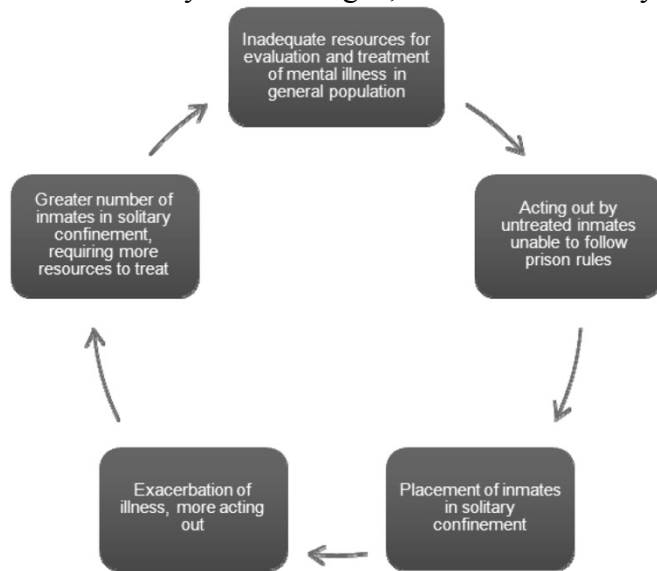 Inadequate resources for
evaluation and treatment
of mental illness in
general population
Acting out by
untreated inmates
unable to follow
prison rules
Placement of inmates
in solitary
confinement
Exacerbation of
illness, more acting
out
Greater number of
inmates in solitary
confinement,
requiring more
resources to treat